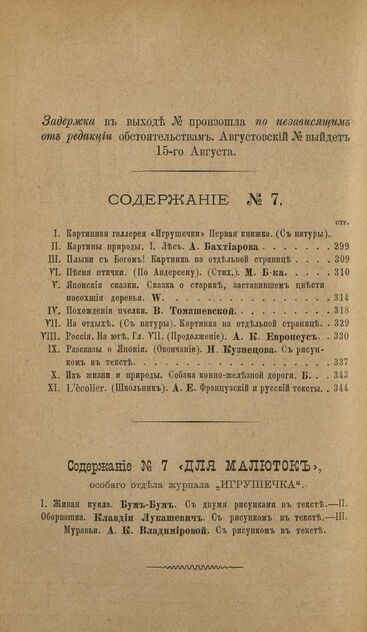 Задержка въ выходѣ № произошла по независящимъ
отъ редакціи обстоятельствам. Августовскій № выйдетъ
15-го Августа.
СОДЕРЖАНІЕ № 7.
СТР.
I. Картинная галлерея «Игрушечки» Первая книжка. (Съ натуры).
II. Картины природы. I. Лѣсъ. А. Бахтіарова . . . . . . . 299
III. Плыви съ Богомъ! Картинка на отдѣльной страницѣ . . . . 309
VI. Пѣсня птички. (По Андерсену). (Стих.). М. Б-ка. . . . . 310
V. Японскія сказки. Сказка о старикѣ, заставившемъ цвѣсти
посохшія деревья. W. . . . . . . . . . . . . . . . . 314
IV. Похожденія пчелки. В. Томашевской. . . . . . . . . . 318
VII. На отдыхѣ. (Съ натуры). Картинка на отдѣльной страницѣ. . 329
VIII. Россія. На югѣ. Гл. VII. (Продолженіе). А. К. Европеусъ. . . 330
IX. Разсказы о Японіи. (Окончаніе). Н. Кузнецова. Съ рисун-
комъ въ текстѣ. . . . . . . . . . . . . . . . . . . 337
X. Изъ жизни и природы. Собака конно-желѣзной дороги. Б. . . 343
XI. L'ècolier. (Школьникъ). А. Е. Французскій и русскій тексты. . 344
Содержаніе № 7 «ДЛЯ МАЛЮТОКЪ»,
особаго отдѣла журнала „ИГРУШЕЧКА“.
I. Живая кукла. Бумъ-Бумъ. Съ двумя рисунками въ текстѣ.—II.
Оборвашка. Клавдіи Лукашевичъ. Съ рисункомъ въ текстѣ.—III.
Муравьи. А. К. Владиміровой. Съ рисункомъ въ текстѣ.